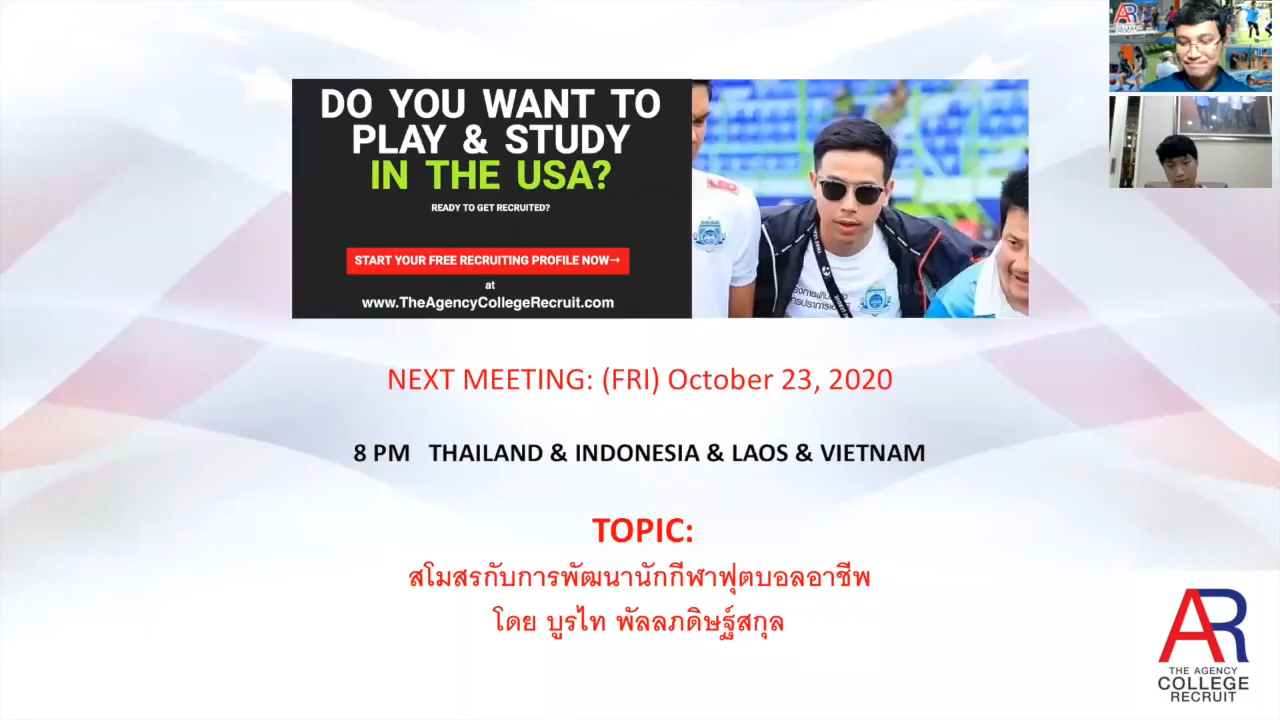 DO YOU WANT TO
PLAY & STUDY
IN THE USA?
READY TO GET RECRUITED?
START YOUR FREE RECRUITING PROFILE NOW→
at
www.TheAgencyCollegeRecruit.com
NEXT MEETING: (FRI) October 23, 2020
8 PM THAILAND & INDONESIA & LAOS & VIETNAM
TOPIC:
สโมสรกับการพัฒนานักกีฬาฟุตบอลอาชีพ
โดย บูรไท พัลลภดิษฐ์สกุล
AR
THE AGENCY
COLLEGE
RECRUIT
AR